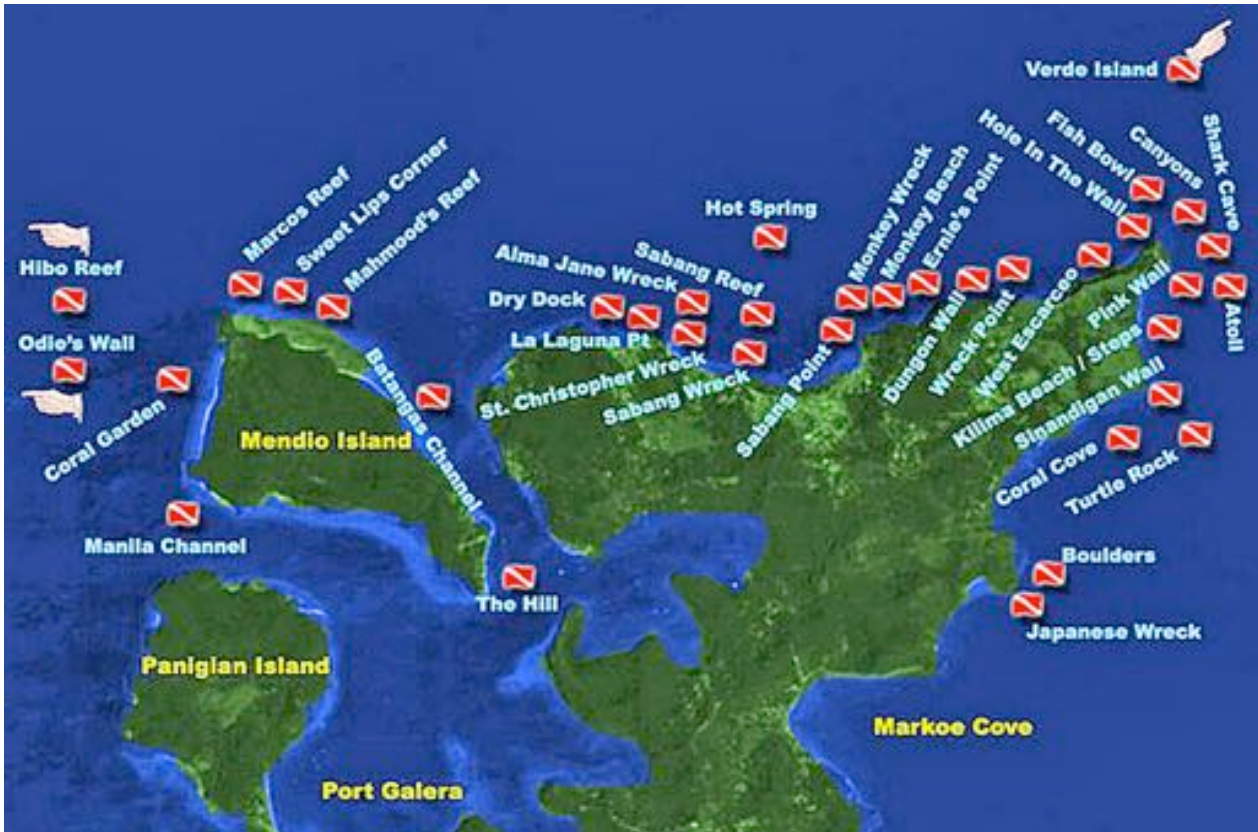 Verde Island
Shark Cave
Canyons
Fish Bowl
Hole In The Wall
Marcos Reef
Sweet Lips Corner
Mahmood's Reef
Hot Spring
Monkey Wreck
Monkey Beach
Ernie's Point
Hibo Reef
Alma Jane Wreck
Sabang Reef
Dry Dock
La Laguna Pt
St. Christopher Wreck
Sabang Wreck
Sabang Point
Dungon Wall
Wreck Point
West Escarceo
Pink Wall
Atoll
Kilima Beach / Steps
Sinandigan Wall
Coral Cove
Turtle Rock
Odie's Wall
Coral Garden
Batangas Channel
Mendio Island
Manila Channel
The Hill
Boulders
Japanese Wreck
Panigian Island
Markoe Cove
Port Galera